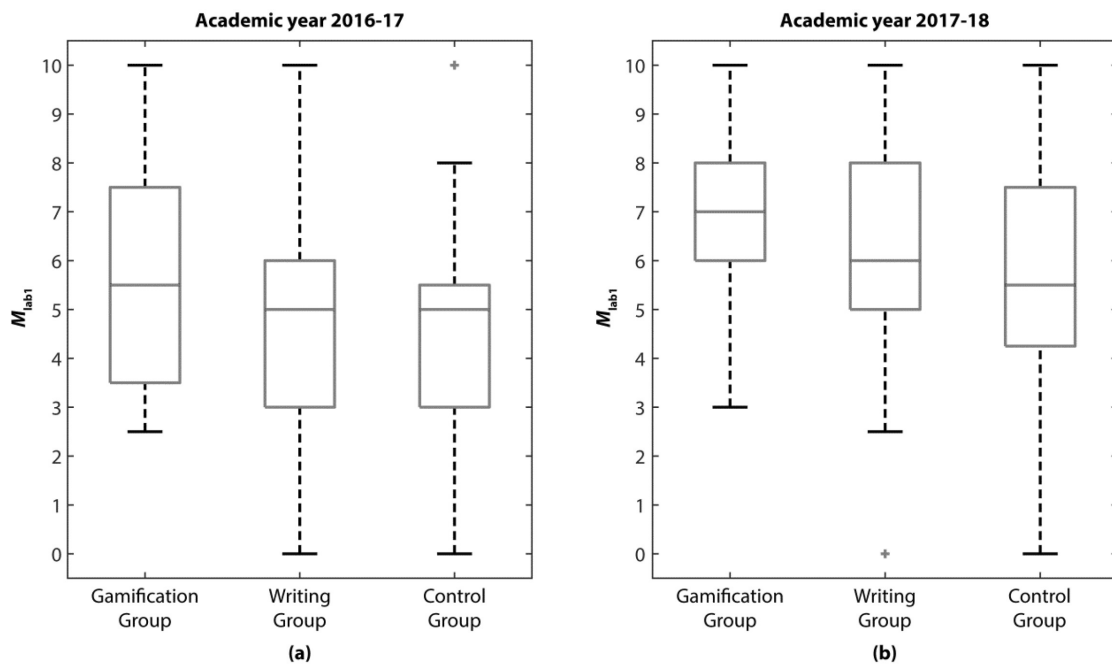 Academic year 2016-17
10
9
8
7
6
5
4
3
2
1
0
M_lab1
Gamification Group
Writing Group
Control Group
(a)
Academic year 2017-18
10
9
8
7
6
5
4
3
2
1
0
M_lab1
Gamification Group
Writing Group
Control Group
(b)